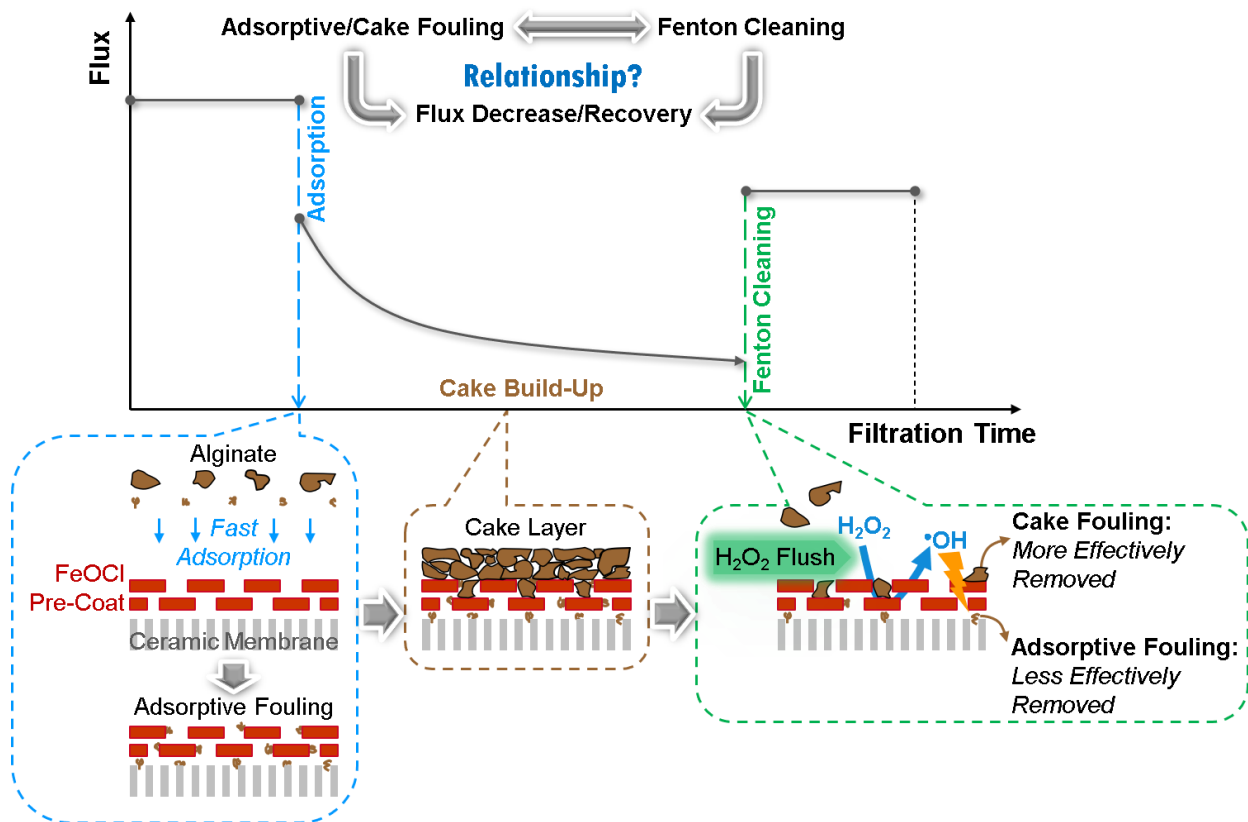 Adsorptive/Cake Fouling
Fenton Cleaning
Relationship?
Flux Decrease/Recovery
Flux
Adsorption
Fenton Cleaning
Cake Build-Up
Filtration Time
Alginate
Fast
Adsorption
FeOCl
Pre-Coat
Ceramic Membrane
Adsorptive Fouling
Cake Layer
H₂O₂ Flush
H₂O₂
•OH
Cake Fouling:
More Effectively
Removed
Adsorptive Fouling:
Less Effectively
Removed